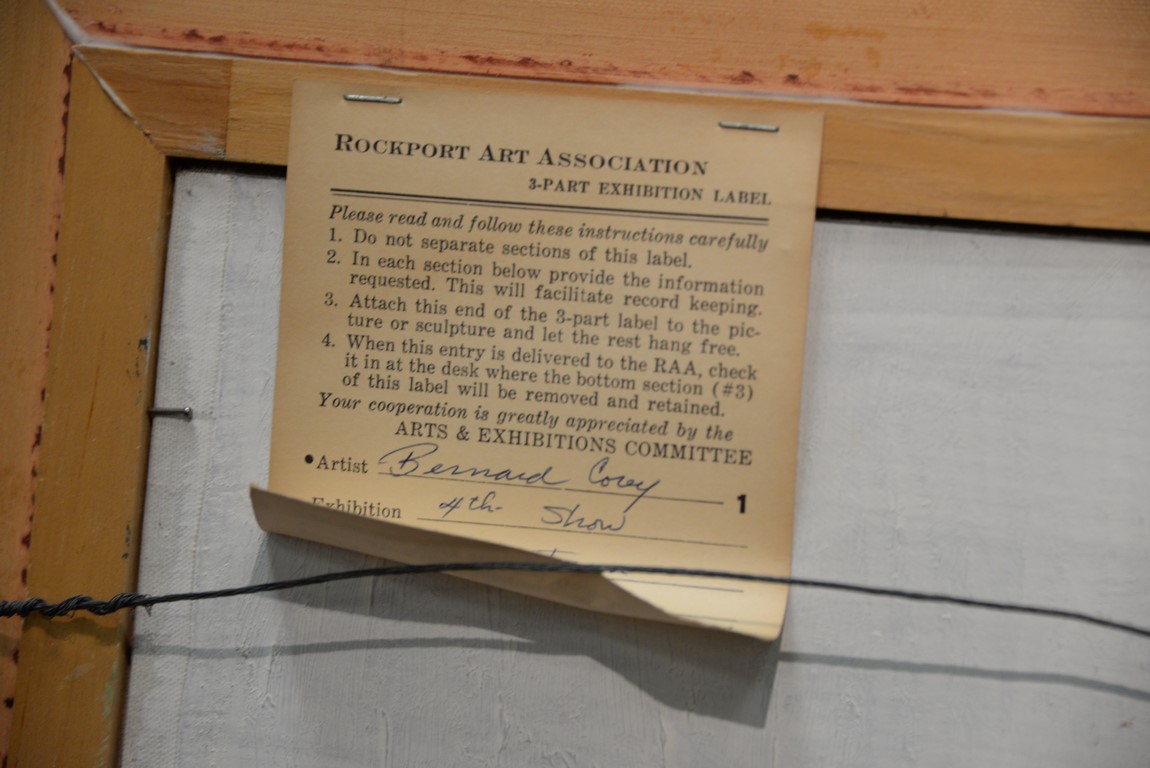 ROCKPORT ART ASSOCIATION
3-PART EXHIBITION LABEL
Please read and follow these instructions carefully
1. Do not separate sections of this label.
2. In each section below provide the information
requested. This will facilitate record keeping.
3. Attach this end of the 3-part label to the pic-
ture or sculpture and let the rest hang free.
4. When this entry is delivered to the RAA, check
it in at the desk where the bottom section (#3)
of this label will be removed and retained.
Your cooperation is greatly appreciated by the
ARTS & EXHIBITIONS COMMITTEE
•Artist Bernard Corey 1
Exhibition 4th Show